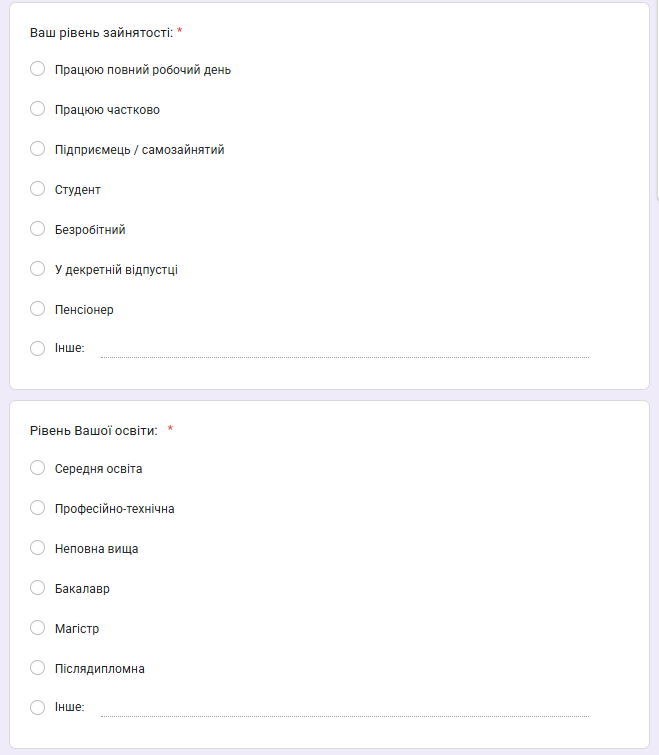 Ваш рівень зайнятості: *
Працюю повний робочий день
Працюю частково
Підприємець / самозайнятий
Студент
Безробітний
У декретній відпустці
Пенсіонер
Інше:
Рівень Вашої освіти: *
Середня освіта
Професійно-технічна
Неповна вища
Бакалавр
Магістр
Післядипломна
Інше: